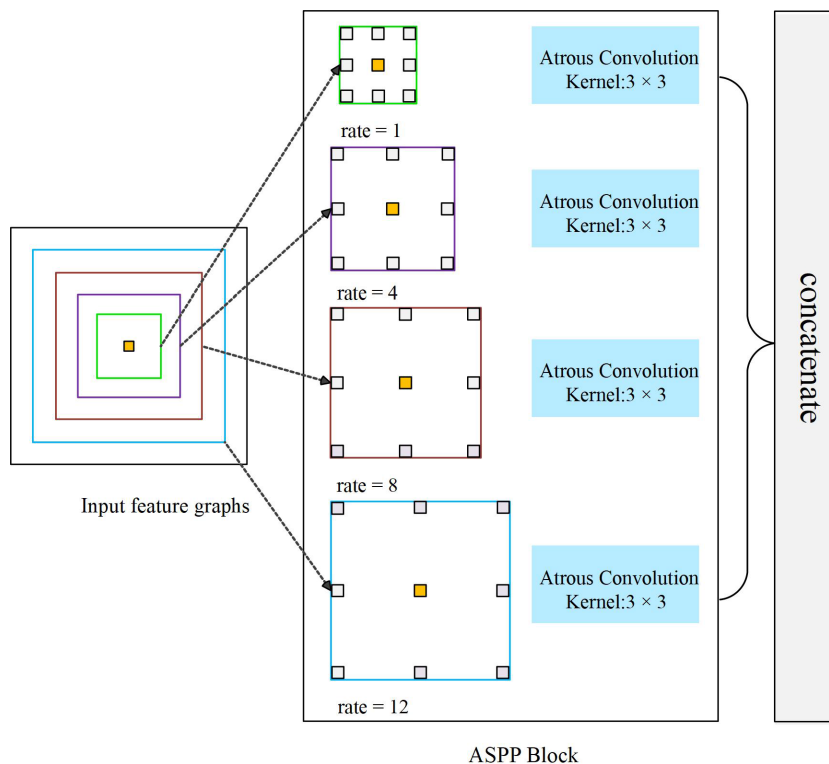 Atrous Convolution
Kernel:3 × 3
rate = 1
Atrous Convolution
Kernel:3 × 3
rate = 4
Atrous Convolution
Kernel:3 × 3
rate = 8
Input feature graphs
Atrous Convolution
Kernel:3 × 3
rate = 12
concatenate
ASPP Block